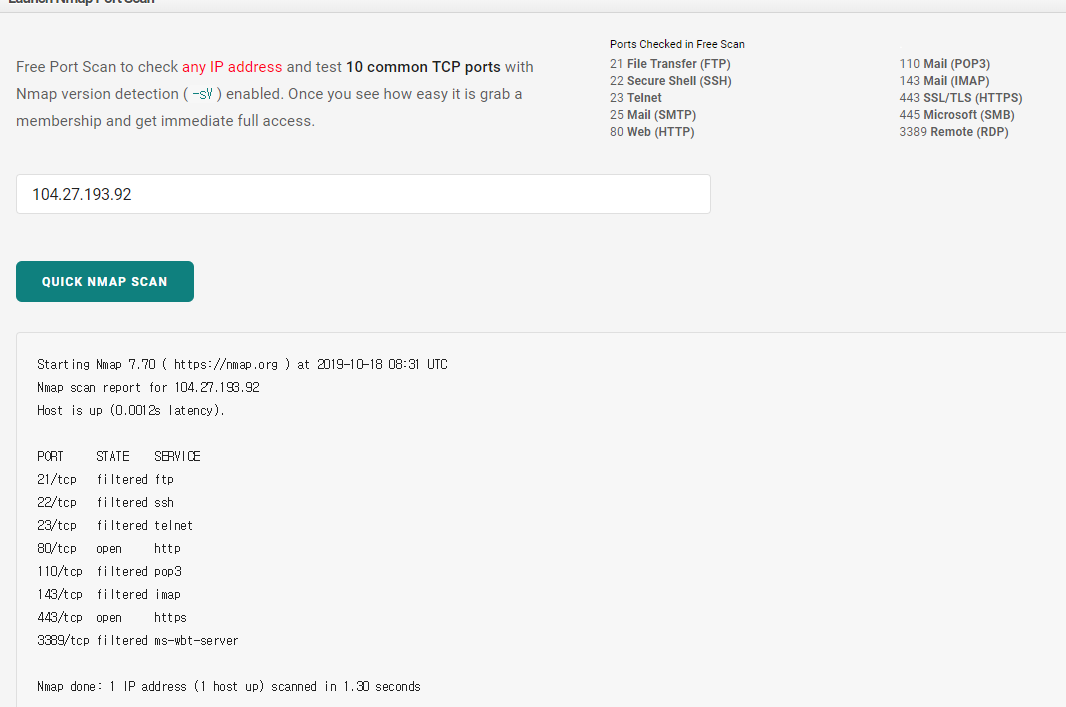 Launch Nmap Port Scan
Free Port Scan to check any IP address and test 10 common TCP ports with
Nmap version detection ( -sV ) enabled. Once you see how easy it is grab a
membership and get immediate full access.
Ports Checked in Free Scan
21 File Transfer (FTP)
22 Secure Shell (SSH)
23 Telnet
25 Mail (SMTP)
80 Web (HTTP)
110 Mail (POP3)
143 Mail (IMAP)
443 SSL/TLS (HTTPS)
445 Microsoft (SMB)
3389 Remote (RDP)
104.27.193.92
QUICK NMAP SCAN
Starting Nmap 7.70 ( https://nmap.org ) at 2019-10-18 08:31 UTC
Nmap scan report for 104.27.193.92
Host is up (0.0012s latency).
PORT STATE SERVICE
21/tcp filtered ftp
22/tcp filtered ssh
23/tcp filtered telnet
80/tcp open http
110/tcp filtered pop3
143/tcp filtered imap
443/tcp open https
3389/tcp filtered ms-wbt-server
Nmap done: 1 IP address (1 host up) scanned in 1.30 seconds